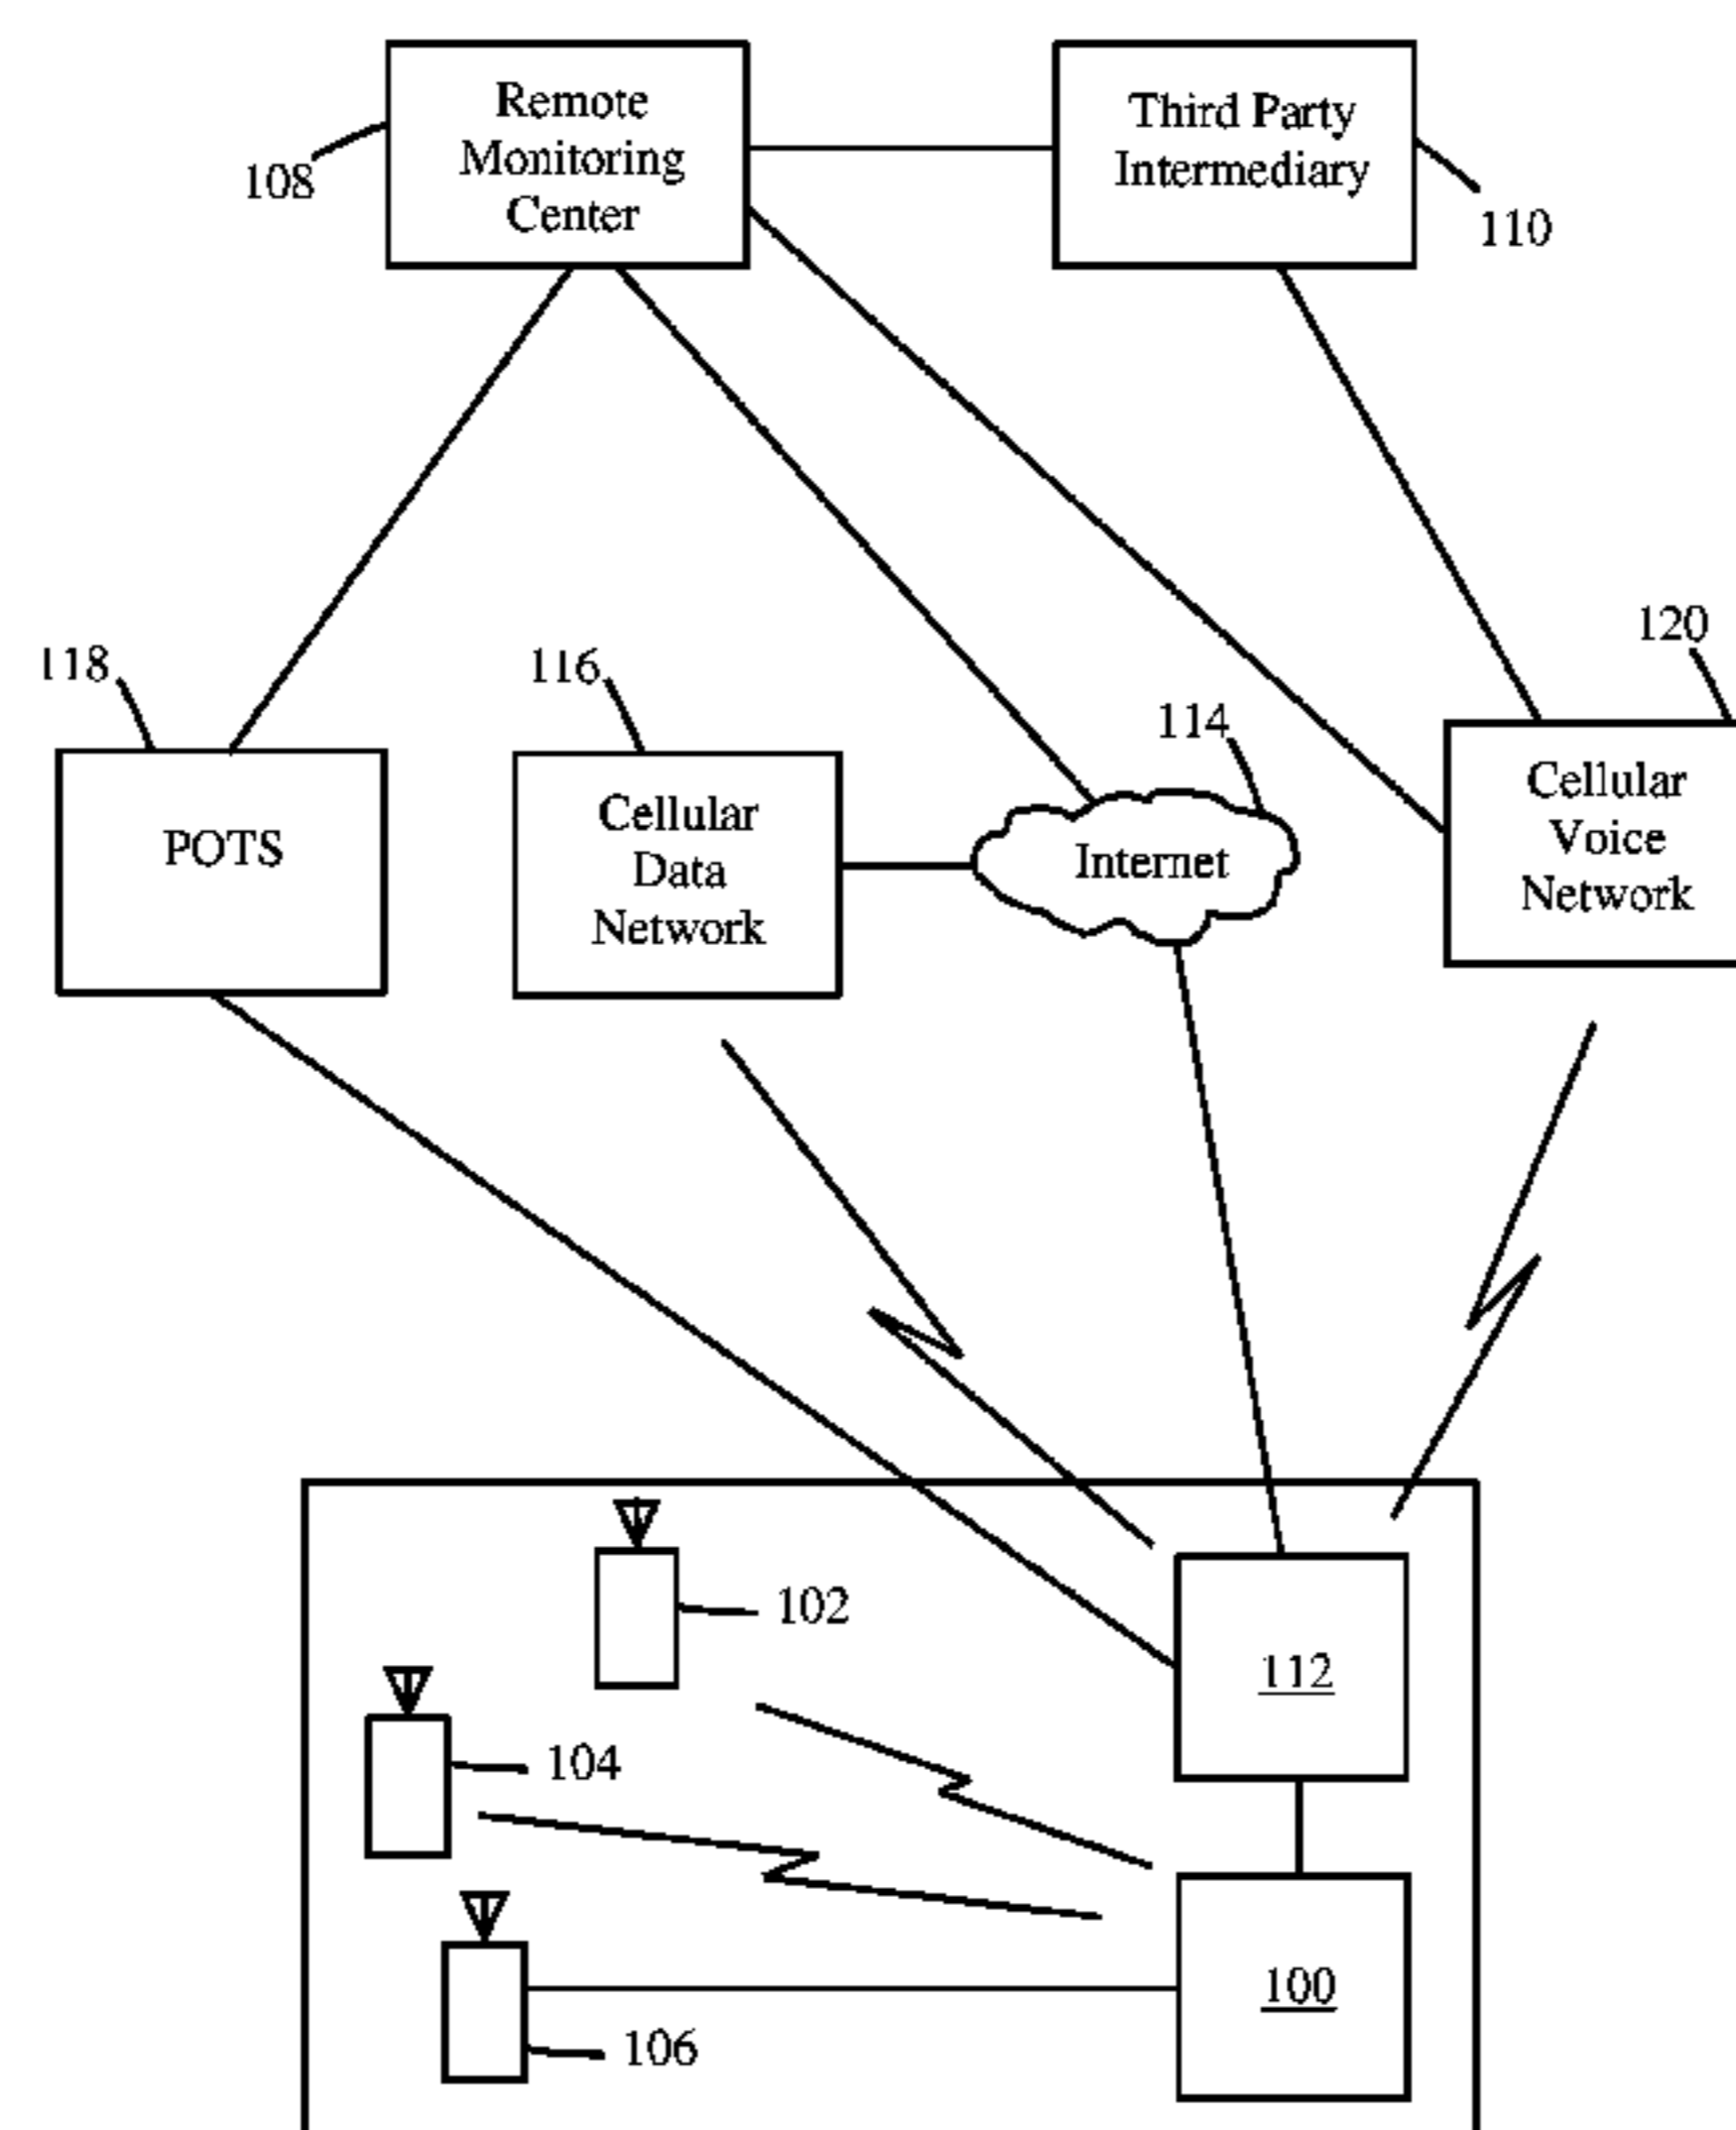 Remote
Monitoring
Center
108
Third Party
Intermediary
110
118
POTS
116
Cellular
Data
Network
114
Internet
120
Cellular
Voice
Network
102
104
106
112
100